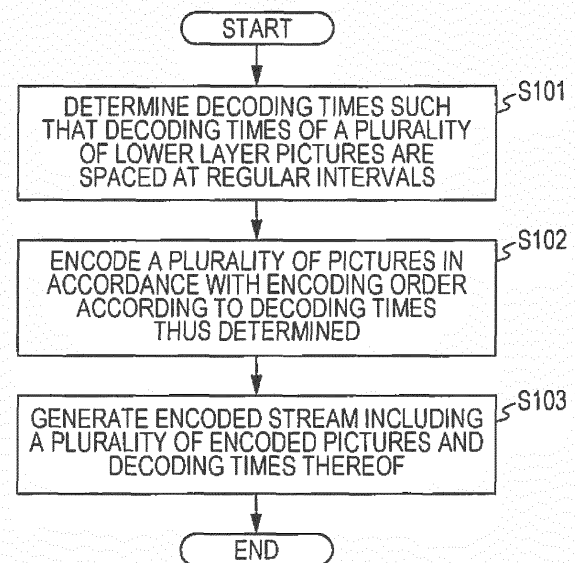 START
S101
DETERMINE DECODING TIMES SUCH
THAT DECODING TIMES OF A PLURALITY
OF LOWER LAYER PICTURES ARE
SPACED AT REGULAR INTERVALS
S102
ENCODE A PLURALITY OF PICTURES IN
ACCORDANCE WITH ENCODING ORDER
ACCORDING TO DECODING TIMES
THUS DETERMINED
S103
GENERATE ENCODED STREAM INCLUDING
A PLURALITY OF ENCODED PICTURES AND
DECODING TIMES THEREOF
END